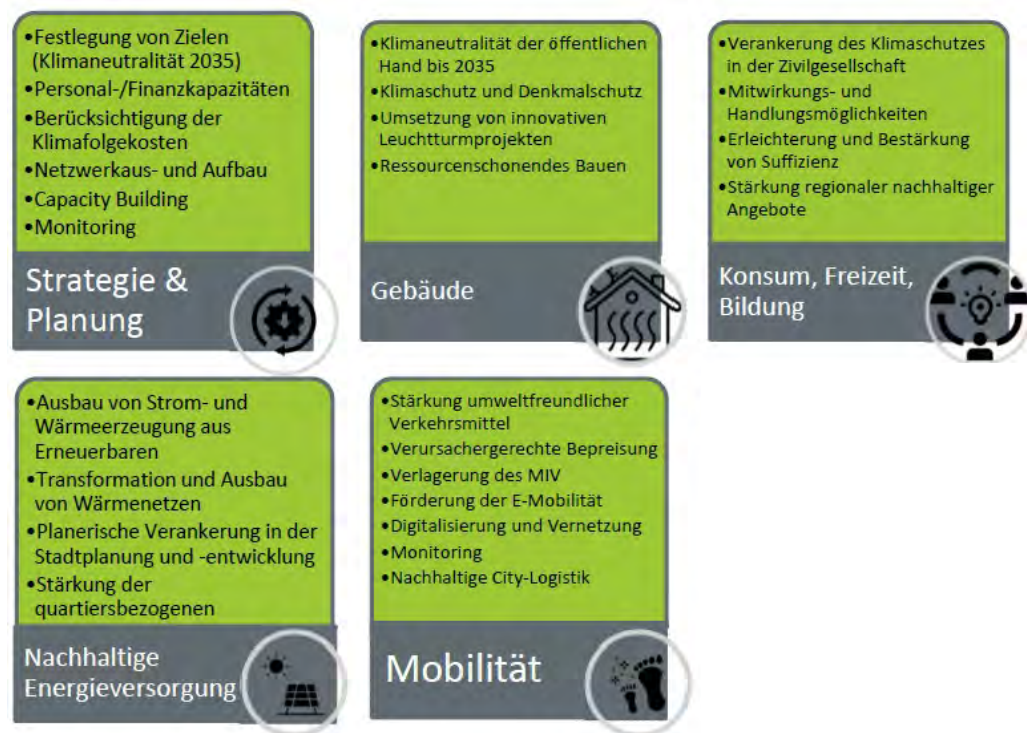 •Festlegung von Zielen
(Klimaneutralität 2035)
•Personal-/Finanzkapazitäten
•Berücksichtigung der
Klimafolgekosten
•Netzwerkaus- und Aufbau
•Capacity Building
•Monitoring
Strategie &
Planung
•Klimaneutralität der öffentlichen
Hand bis 2035
•Klimaschutz und Denkmalschutz
•Umsetzung von innovativen
Leuchtturmprojekten
•Ressourcenschonendes Bauen
Gebäude
•Verankerung des Klimaschutzes
in der Zivilgesellschaft
•Mitwirkungs- und
Handlungsmöglichkeiten
•Erleichterung und Bestärkung
von Suffizienz
•Stärkung regionaler nachhaltiger
Angebote
Konsum, Freizeit,
Bildung
•Ausbau von Strom- und
Wärmeerzeugung aus
Erneuerbaren
•Transformation und Ausbau
von Wärmenetzen
•Planerische Verankerung in der
Stadtplanung und -entwicklung
•Stärkung der
quartiersbezogenen
Nachhaltige
Energieversorgung
•Stärkung umweltfreundlicher
Verkehrsmittel
•Verursachergerechte Bepreisung
•Verlagerung des MIV
•Förderung der E-Mobilität
•Digitalisierung und Vernetzung
•Monitoring
•Nachhaltige City-Logistik
Mobilität